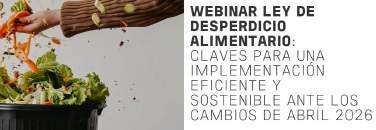 WEBINAR LEY DE
DESPERDICIO
ALIMENTARIO:
CLAVES PARA UNA
IMPLEMENTACIÓN
EFICIENTE Y
SOSTENIBLE ANTE LOS
CAMBIOS DE ABRIL 2026